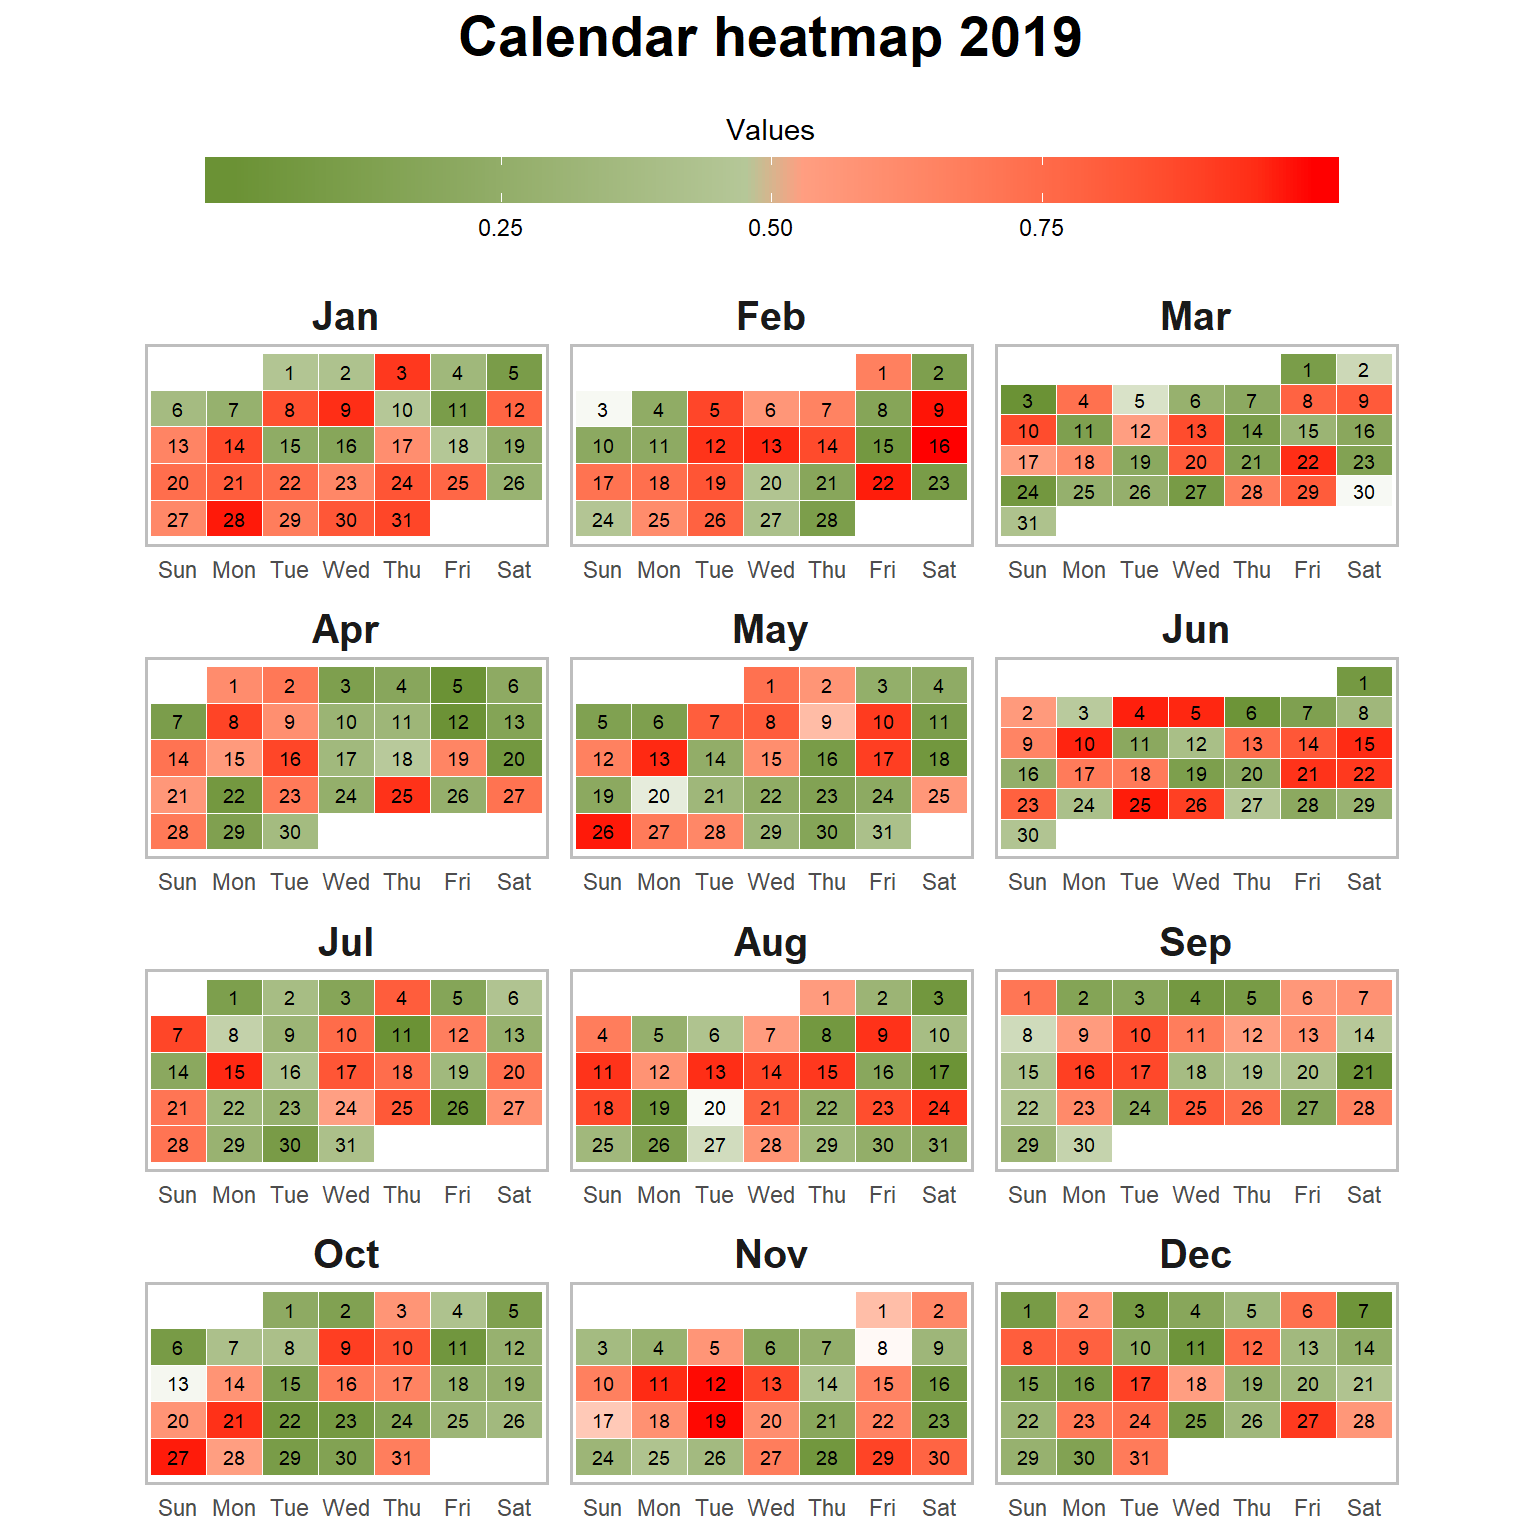 Calendar heatmap 2019
Values
0.25 0.50 0.75
Jan Feb Mar
1 2 3 4 5
6 7 8 9 10 11 12
13 14 15 16 17 18 19
20 21 22 23 24 25 26
27 28 29 30 31
Sun Mon Tue Wed Thu Fri Sat
1 2
3 4 5 6 7 8 9
10 11 12 13 14 15 16
17 18 19 20 21 22 23
24 25 26 27 28
Sun Mon Tue Wed Thu Fri Sat
1 2
3 4 5 6 7 8 9
10 11 12 13 14 15 16
17 18 19 20 21 22 23
24 25 26 27 28 29 30
31
Sun Mon Tue Wed Thu Fri Sat
Apr May Jun
1 2 3 4 5 6
7 8 9 10 11 12 13
14 15 16 17 18 19 20
21 22 23 24 25 26 27
28 29 30
Sun Mon Tue Wed Thu Fri Sat
1 2 3 4
5 6 7 8 9 10 11
12 13 14 15 16 17 18
19 20 21 22 23 24 25
26 27 28 29 30 31
Sun Mon Tue Wed Thu Fri Sat
1
2 3 4 5 6 7 8
9 10 11 12 13 14 15
16 17 18 19 20 21 22
23 24 25 26 27 28 29
30
Sun Mon Tue Wed Thu Fri Sat
Jul Aug Sep
1 2 3 4 5 6
7 8 9 10 11 12 13
14 15 16 17 18 19 20
21 22 23 24 25 26 27
28 29 30 31
Sun Mon Tue Wed Thu Fri Sat
1 2 3
4 5 6 7 8 9 10
11 12 13 14 15 16 17
18 19 20 21 22 23 24
25 26 27 28 29 30 31
Sun Mon Tue Wed Thu Fri Sat
1 2 3 4 5 6 7
8 9 10 11 12 13 14
15 16 17 18 19 20 21
22 23 24 25 26 27 28
29 30
Sun Mon Tue Wed Thu Fri Sat
Oct Nov Dec
1 2 3 4 5
6 7 8 9 10 11 12
13 14 15 16 17 18 19
20 21 22 23 24 25 26
27 28 29 30 31
Sun Mon Tue Wed Thu Fri Sat
1 2
3 4 5 6 7 8 9
10 11 12 13 14 15 16
17 18 19 20 21 22 23
24 25 26 27 28 29 30
Sun Mon Tue Wed Thu Fri Sat
1 2 3 4 5 6 7
8 9 10 11 12 13 14
15 16 17 18 19 20 21
22 23 24 25 26 27 28
29 30 31
Sun Mon Tue Wed Thu Fri Sat